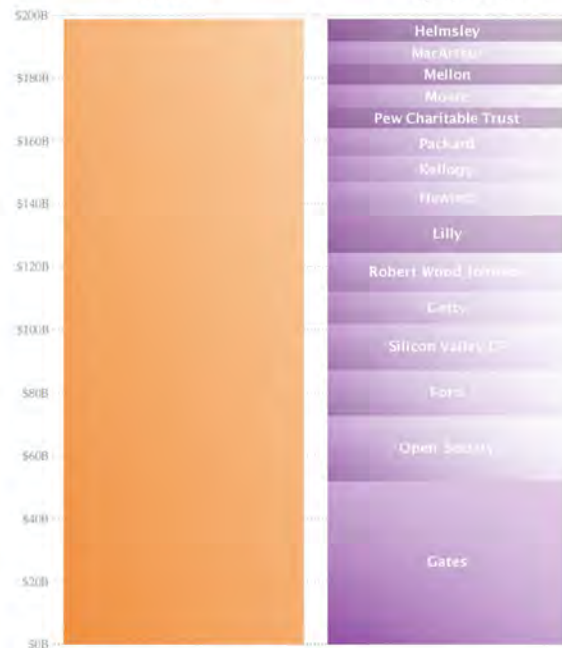 $200B
Helmsley
MacArthur
$180B
Mellon
Moore
Pew Charitable Trust
$160B
Packard
Kellogg
$140B
Hewlett
Lilly
$120B
Robert Wood Johnson
Getty
$100B
Silicon Valley CF
$80B
Ford
$60B
Open Society
$40B
Gates
$20B
$0B